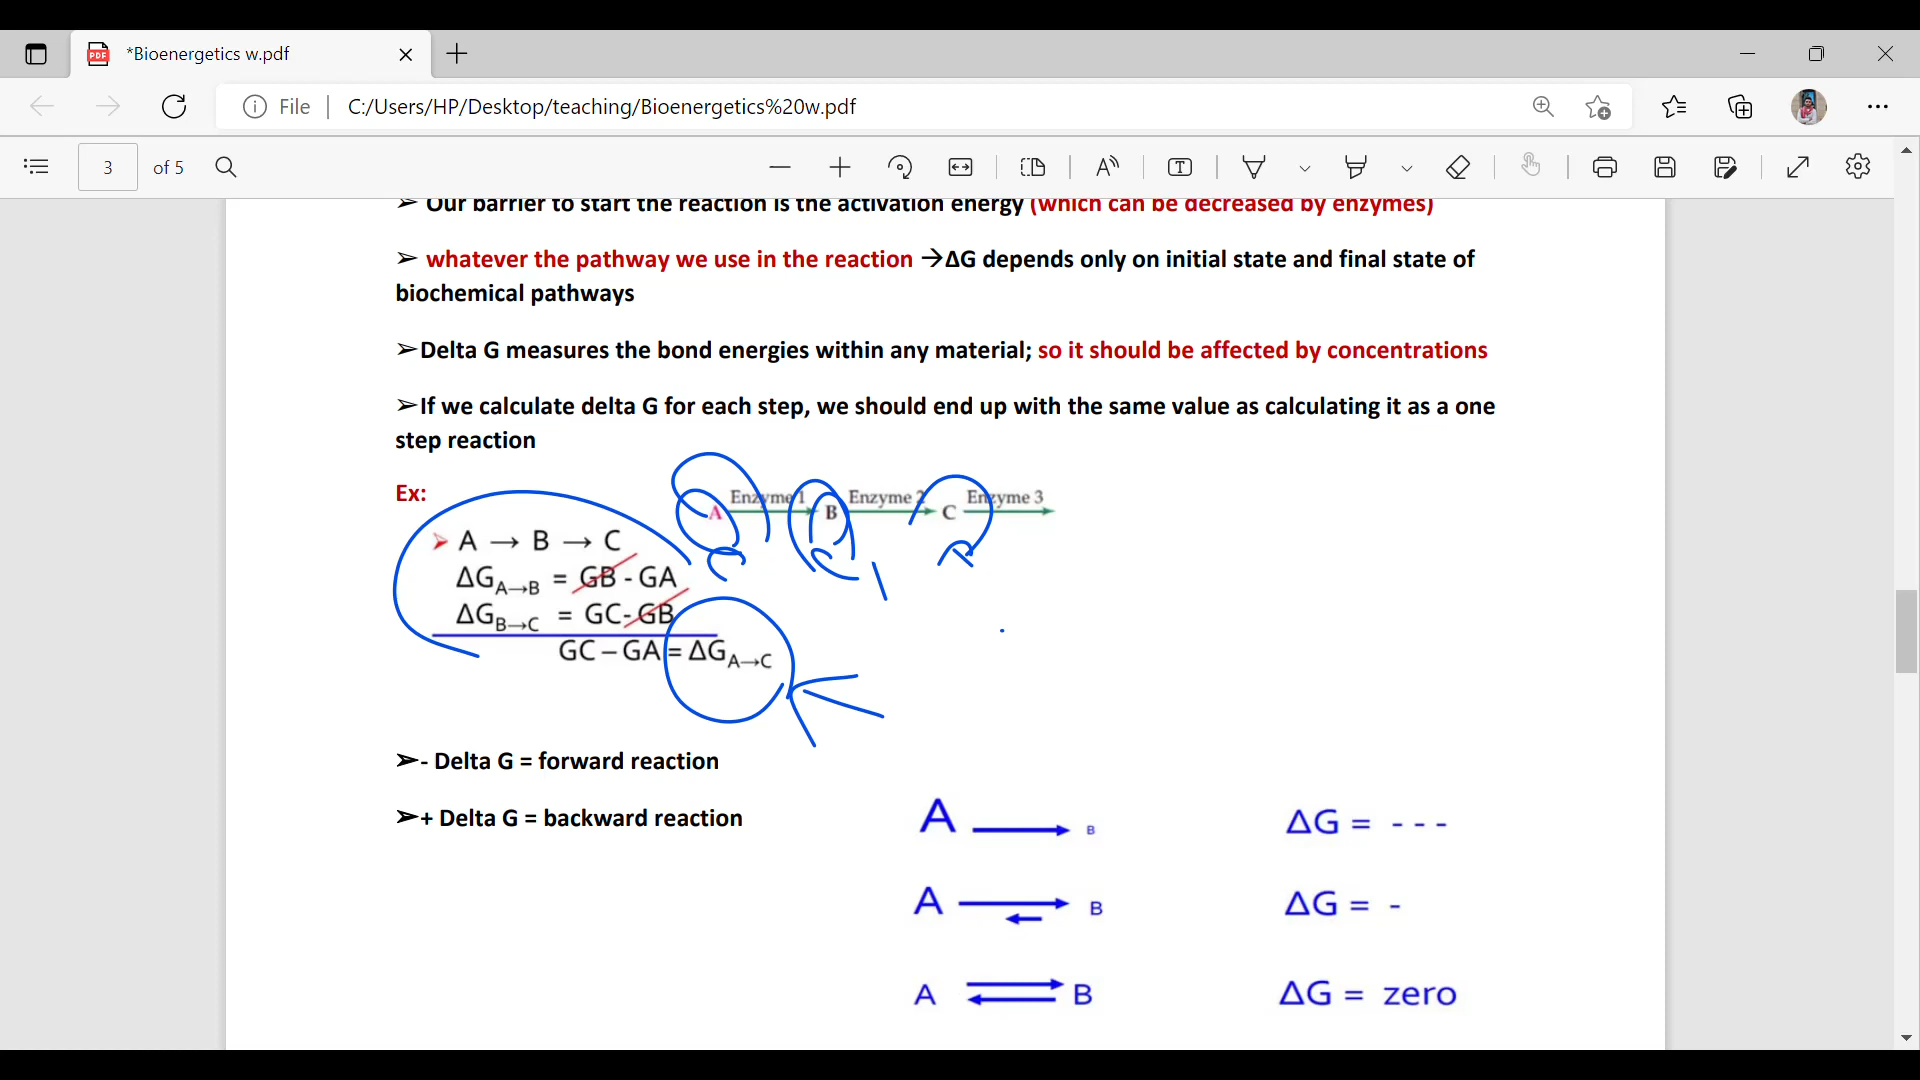 *Bioenergetics w.pdf
File | C:/Users/HP/Desktop/teaching/Bioenergetics%20w.pdf
3 of 5
➢ Our barrier to start the reaction is the activation energy (which can be decreased by enzymes)
➢ whatever the pathway we use in the reaction →ΔG depends only on initial state and final state of
biochemical pathways
➢Delta G measures the bond energies within any material; so it should be affected by concentrations
➢If we calculate delta G for each step, we should end up with the same value as calculating it as a one
step reaction
Ex:
Enzyme 1 Enzyme 2 Enzyme 3
A B C
➢ A → B → C
ΔG A→B = GB - GA
ΔG B→C = GC- GB
GC – GA = ΔG A→C
➢- Delta G = forward reaction
➢+ Delta G = backward reaction
A B ΔG = - - -
A B ΔG = -
A B ΔG = zero